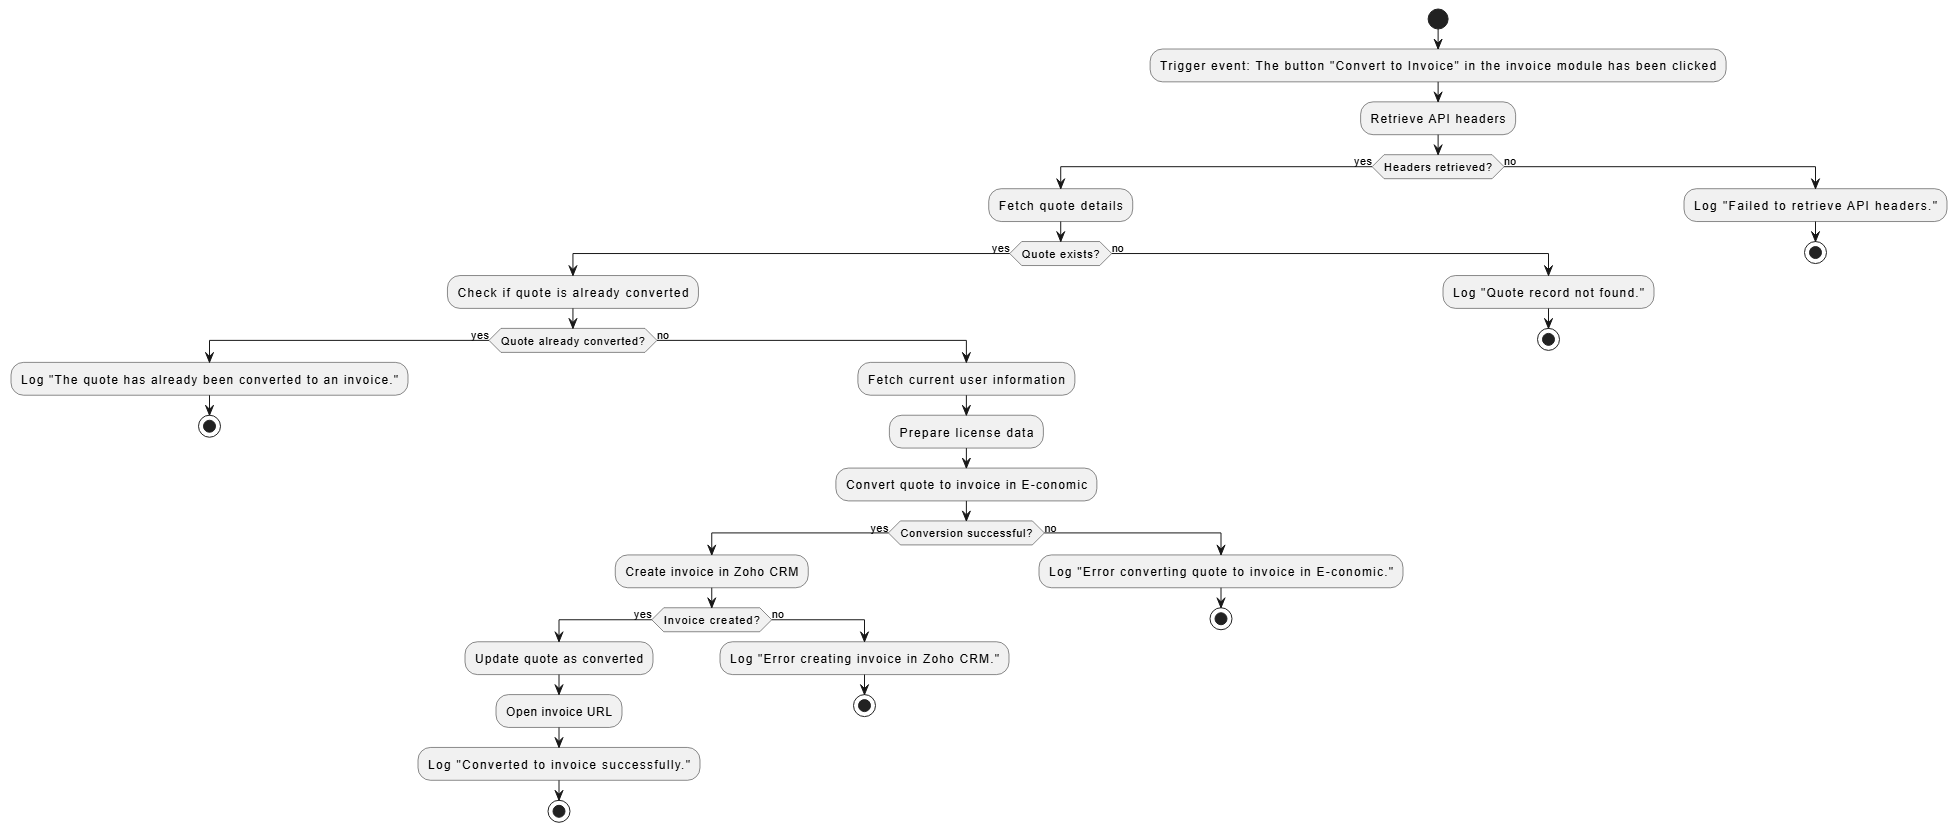 Trigger event: The button "Convert to Invoice" in the invoice module has been clicked
Retrieve API headers
yes
Headers retrieved?
no
Fetch quote details
Log "Failed to retrieve API headers."
yes
Quote exists?
no
Check if quote is already converted
Log "Quote record not found."
yes
Quote already converted?
no
Log "The quote has already been converted to an invoice."
Fetch current user information
Prepare license data
Convert quote to invoice in E-conomic
yes
Conversion successful?
no
Create invoice in Zoho CRM
Log "Error converting quote to invoice in E-conomic."
yes
Invoice created?
no
Update quote as converted
Log "Error creating invoice in Zoho CRM."
Open invoice URL
Log "Converted to invoice successfully."